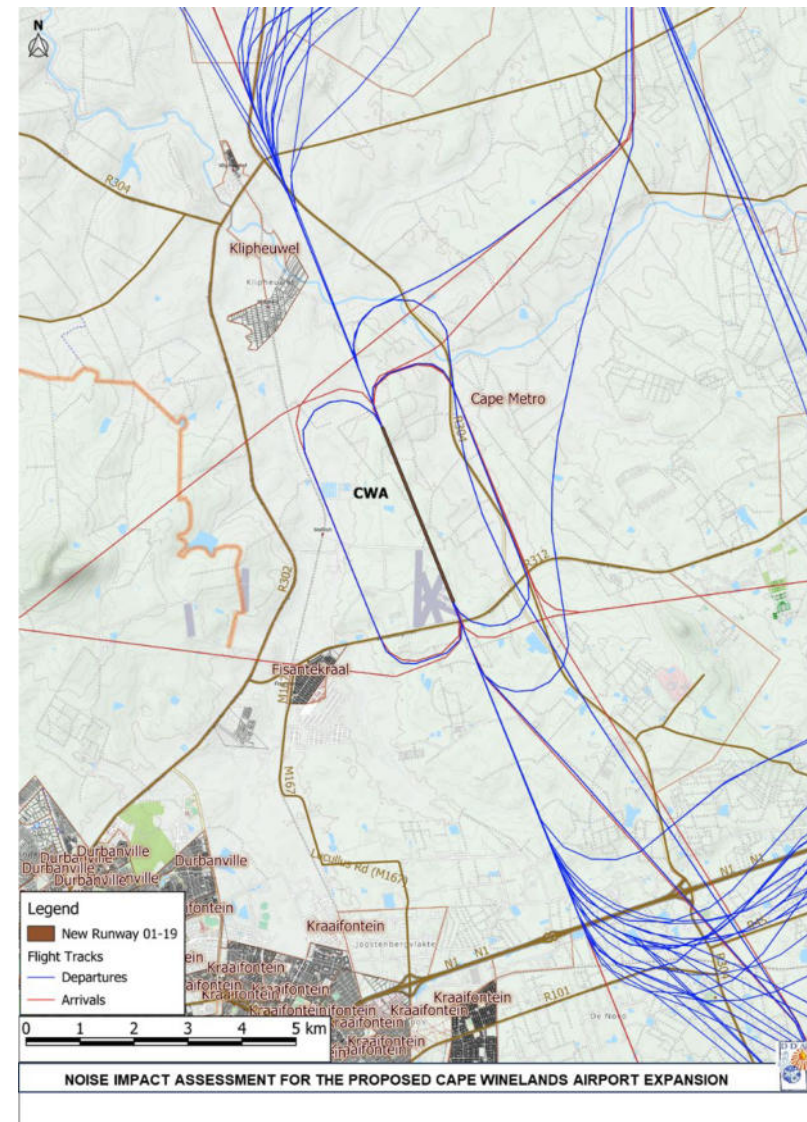 N
R304
Klipheuwel
Klipheuwel
Cape Metro
R304
CWA
R302
R312
Fisantekraal
M167
M167
Lucullus Rd (M167)
Durbanville
Durbanville
Durbanville
Durbanville
Kraaifontein
Joostenbergvlakte
N1
N1
N1
N1
R101
Kraaifontein
Kraaifontein
Kraaifontein
Kraaifontein
Kraaifontein
De Novo
Legend
New Runway 01-19
Flight Tracks
Departures
Arrivals
0 1 2 3 4 5 km
NOISE IMPACT ASSESSMENT FOR THE PROPOSED CAPE WINELANDS AIRPORT EXPANSION